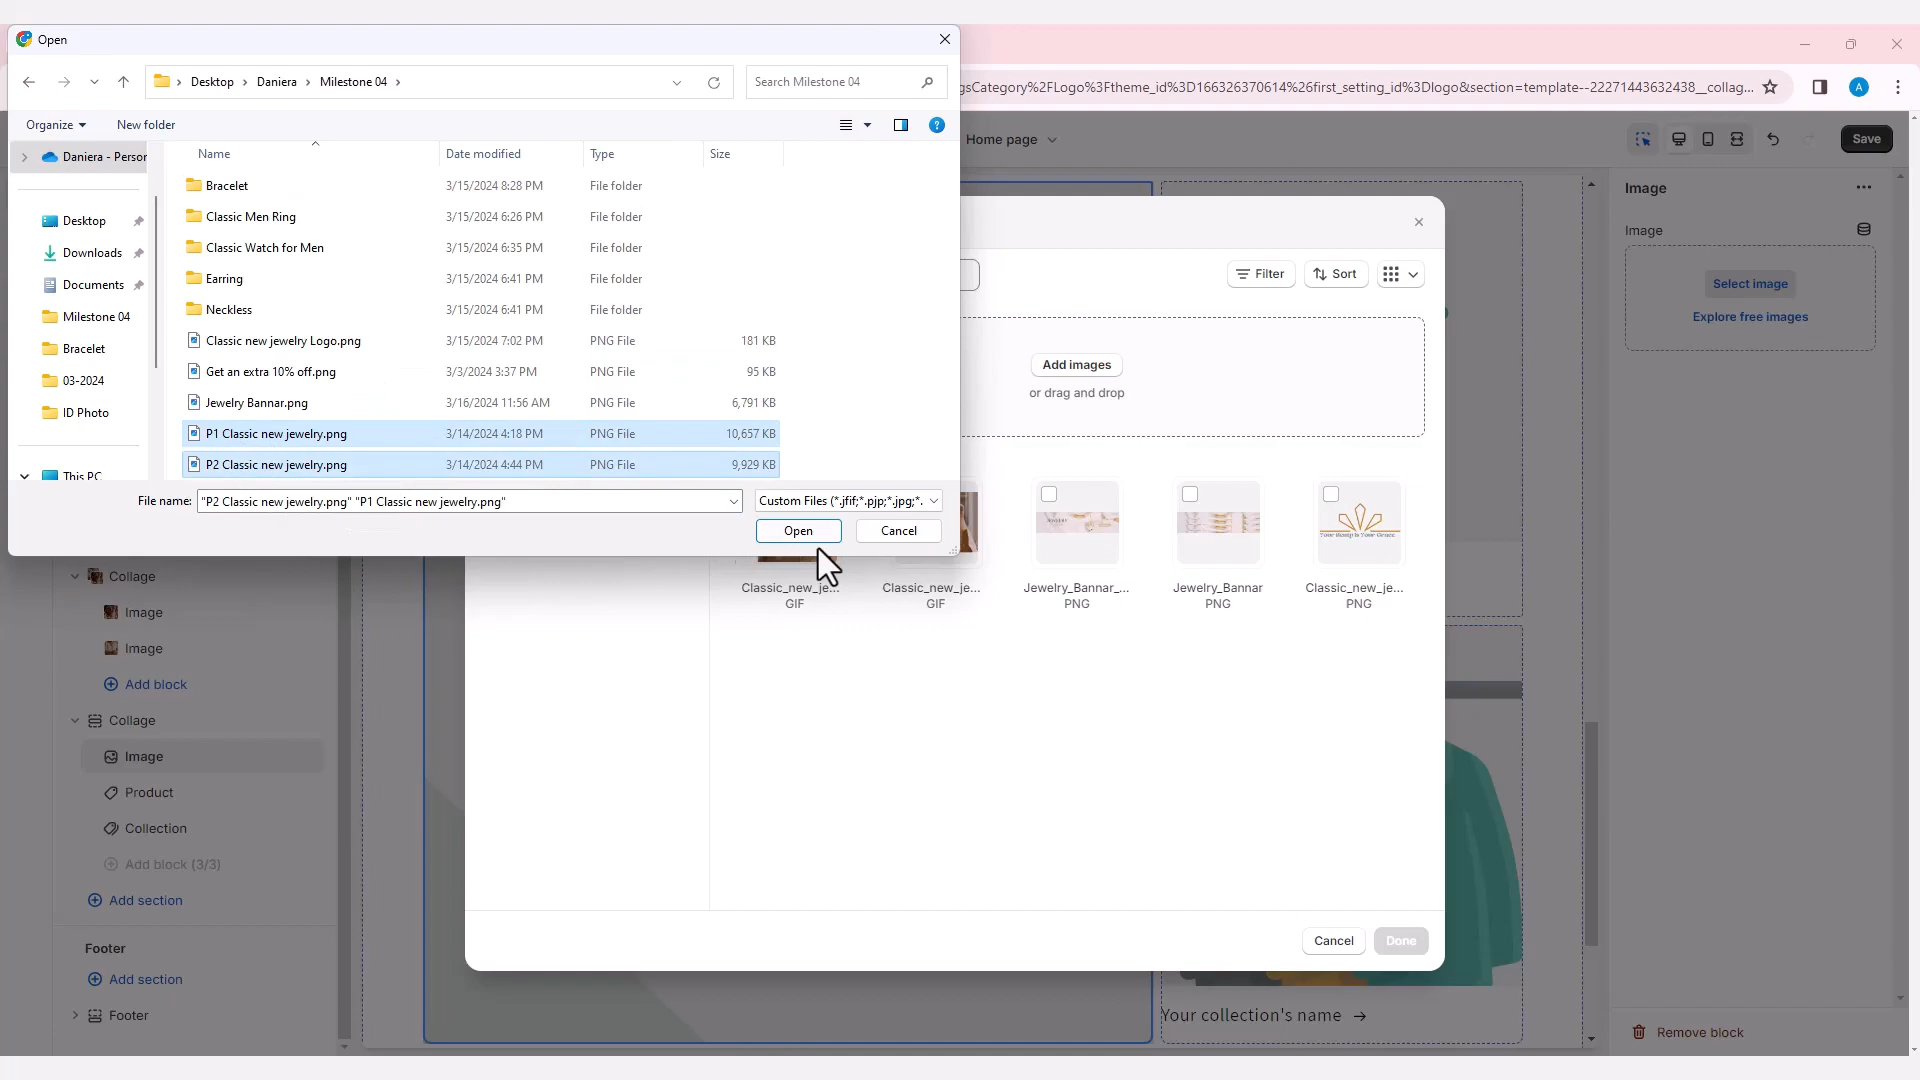 Open
Desktop > Daniera > Milestone 04 >
Search Milestone 04
Organize
New folder
Name
Date modified
Type
Size
Daniera - Person
Desktop
Downloads
Documents
Milestone 04
Bracelet
03-2024
ID Photo
This PC
Bracelet 3/15/2024 8:28 PM File folder
Classic Men Ring 3/15/2024 6:26 PM File folder
Classic Watch for Men 3/15/2024 6:35 PM File folder
Earring 3/15/2024 6:41 PM File folder
Neckless 3/15/2024 6:41 PM File folder
Classic new jewelry Logo.png 3/15/2024 7:02 PM PNG File 181 KB
Get an extra 10% off.png 3/3/2024 3:37 PM PNG File 95 KB
Jewelry Bannar.png 3/16/2024 11:56 AM PNG File 6,791 KB
P1 Classic new jewelry.png 3/14/2024 4:18 PM PNG File 10,657 KB
P2 Classic new jewelry.png 3/14/2024 4:44 PM PNG File 9,929 KB
File name: "P2 Classic new jewelry.png" "P1 Classic new jewelry.png"
Custom Files (*.jfif;*.pjp;*.jpg;*.
Open
Cancel
gsCategory%2FLogo%3Ftheme_id%3D166326370614%26first_setting_id%3Dlogo&section=template--22271443632438__collag...
A
Home page
Save
Filter
Sort
Add images
or drag and drop
Classic_new_je...
GIF
Classic_new_je...
GIF
Jewelry_Bannar_...
PNG
Jewelry_Bannar
PNG
Classic_new_je...
PNG
Cancel
Done
Image
Image
Select image
Explore free images
Remove block
Collage
Image
Image
Add block
Collage
Image
Product
Collection
Add block (3/3)
Add section
Footer
Add section
Footer
Your collection's name →